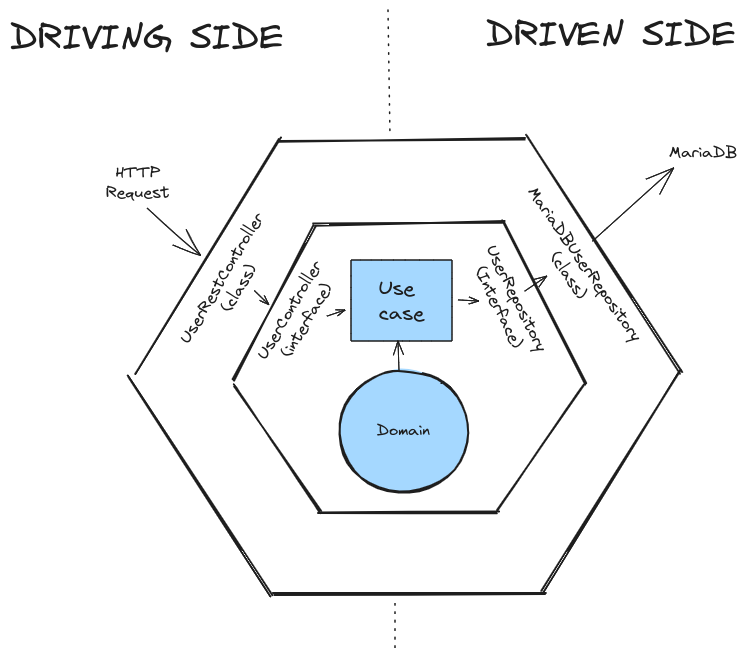 DRIVING SIDE
DRIVEN SIDE
HTTP
Request
MariaDB
UserRestController
(class)
UserController
(interface)
Use
case
UserRepository
(Interface)
MariaDBUserRepository
(class)
Domain